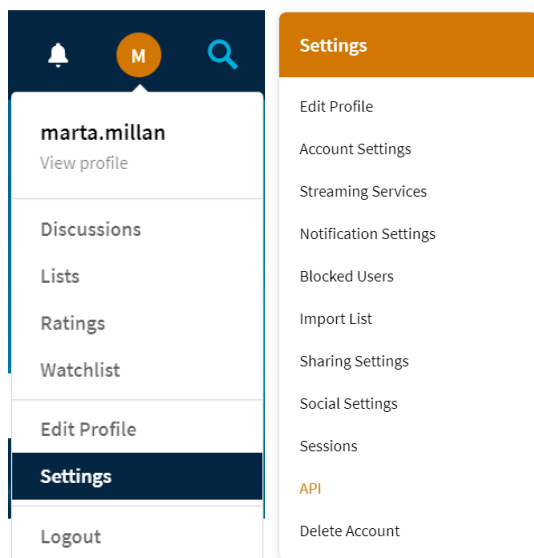 M
marta.millan
View profile
Discussions
Lists
Ratings
Watchlist
Edit Profile
Settings
Logout
Settings
Edit Profile
Account Settings
Streaming Services
Notification Settings
Blocked Users
Import List
Sharing Settings
Social Settings
Sessions
API
Delete Account